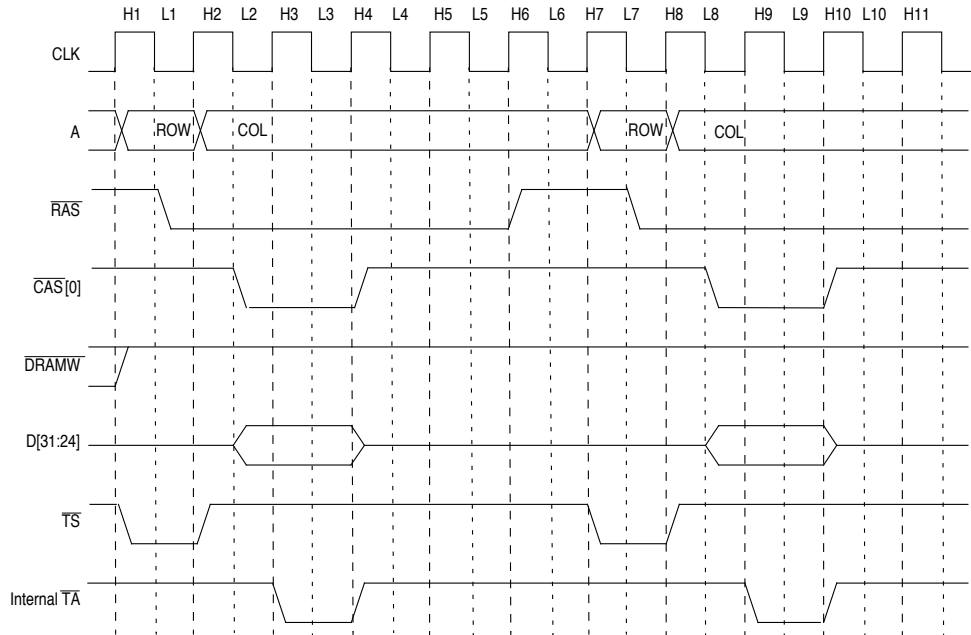 H1 L1 H2 L2 H3 L3 H4 L4 H5 L5 H6 L6 H7 L7 H8 L8 H9 L9 H10 L10 H11
CLK
A ROW COL ROW COL
RAS
CAS[0]
DRAMW
D[31:24]
TS
Internal TA